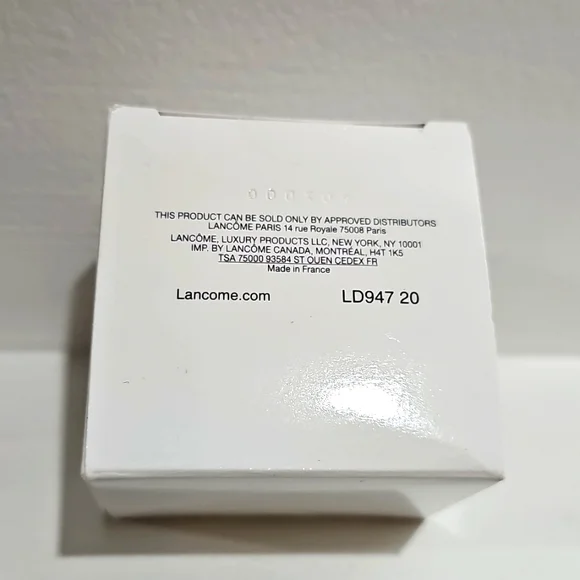 THIS PRODUCT CAN BE SOLD ONLY BY APPROVED DISTRIBUTORS
LANCÔME PARIS 14 rue Royale 75008 Paris
LANCÔME, LUXURY PRODUCTS LLC, NEW YORK, NY 10001
IMP. BY LANCÔME CANADA, MONTRÉAL, H4T 1K5
TSA 75000 93584 ST OUEN CEDEX FR
Made in France
Lancome.com LD947 20